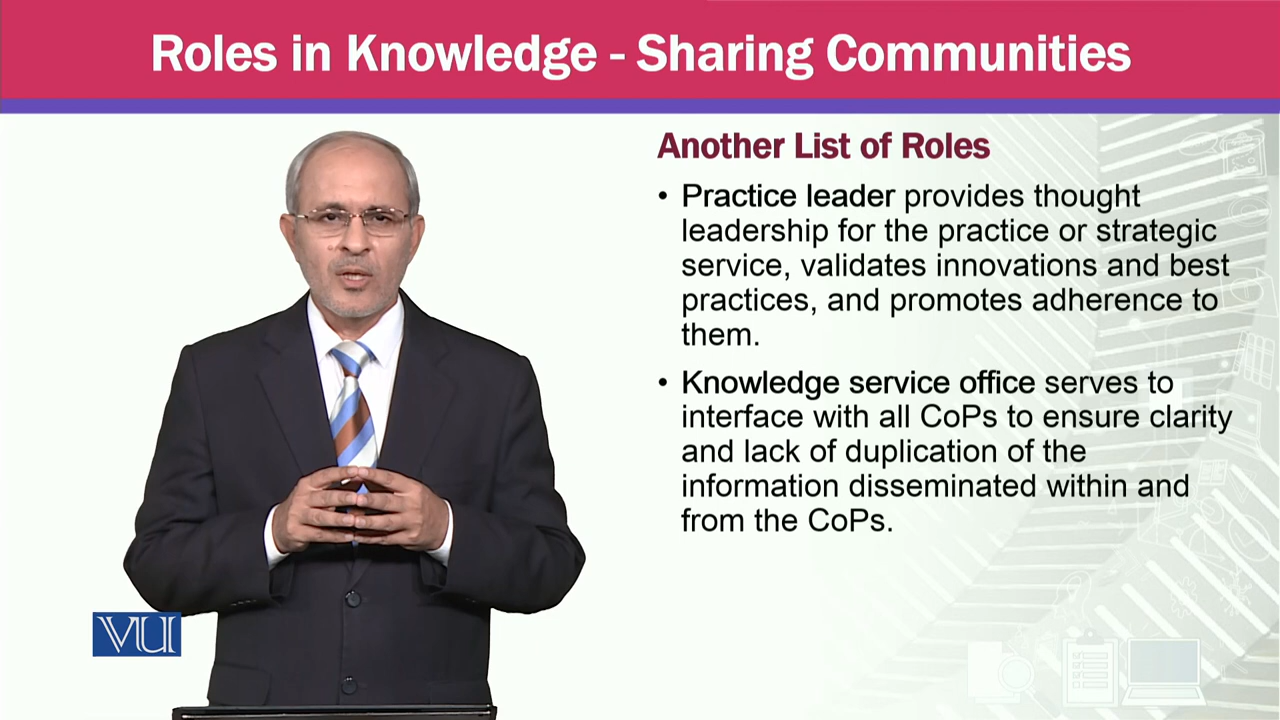 Roles in Knowledge - Sharing Communities
Another List of Roles
• Practice leader provides thought
leadership for the practice or strategic
service, validates innovations and best
practices, and promotes adherence to
them.
• Knowledge service office serves to
interface with all CoPs to ensure clarity
and lack of duplication of the
information disseminated within and
from the CoPs.
VU